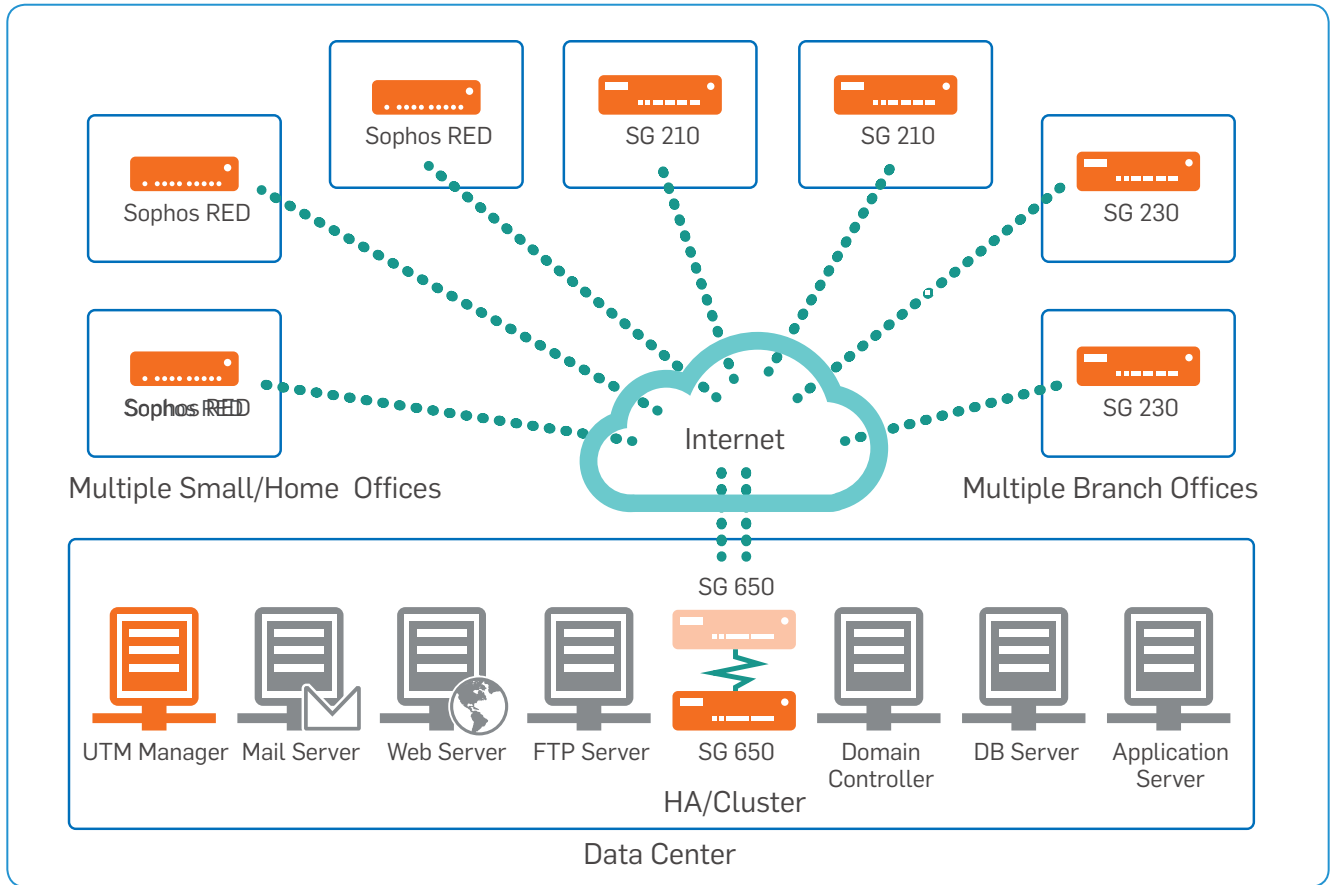 Sophos RED
SG 210
SG 210
Sophos RED
SG 230
Sophos RED
SG 230
Internet
Multiple Small/Home Offices
Multiple Branch Offices
SG 650
UTM Manager
Mail Server
Web Server
FTP Server
SG 650
Domain
Controller
DB Server
Application
Server
HA/Cluster
Data Center